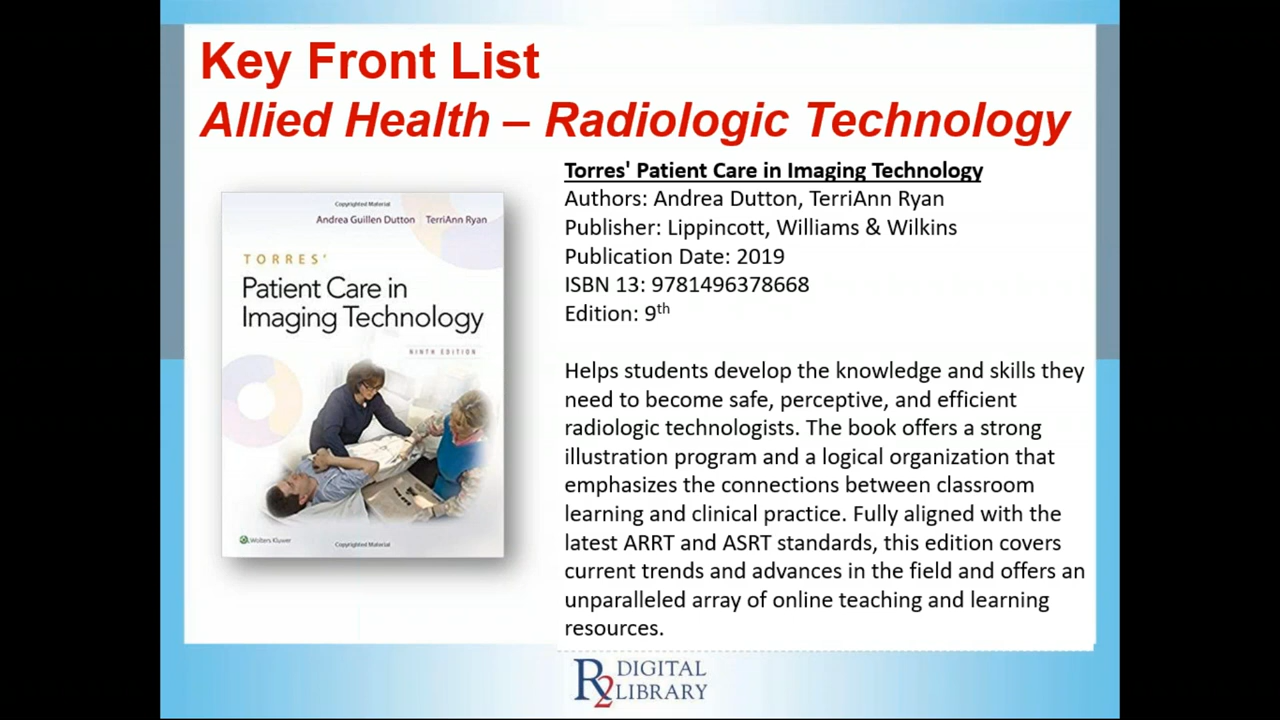 Key Front List
Allied Health – Radiologic Technology
Copyrighted Material
Andrea Guillen Dutton TerriAnn Ryan
TORRES'
Patient Care in
Imaging Technology
NINTH EDITION
Wolters Kluwer
Copyrighted Material
Torres' Patient Care in Imaging Technology
Authors: Andrea Dutton, TerriAnn Ryan
Publisher: Lippincott, Williams & Wilkins
Publication Date: 2019
ISBN 13: 9781496378668
Edition: 9th
Helps students develop the knowledge and skills they
need to become safe, perceptive, and efficient
radiologic technologists. The book offers a strong
illustration program and a logical organization that
emphasizes the connections between classroom
learning and clinical practice. Fully aligned with the
latest ARRT and ASRT standards, this edition covers
current trends and advances in the field and offers an
unparalleled array of online teaching and learning
resources.
R2 DIGITAL
LIBRARY